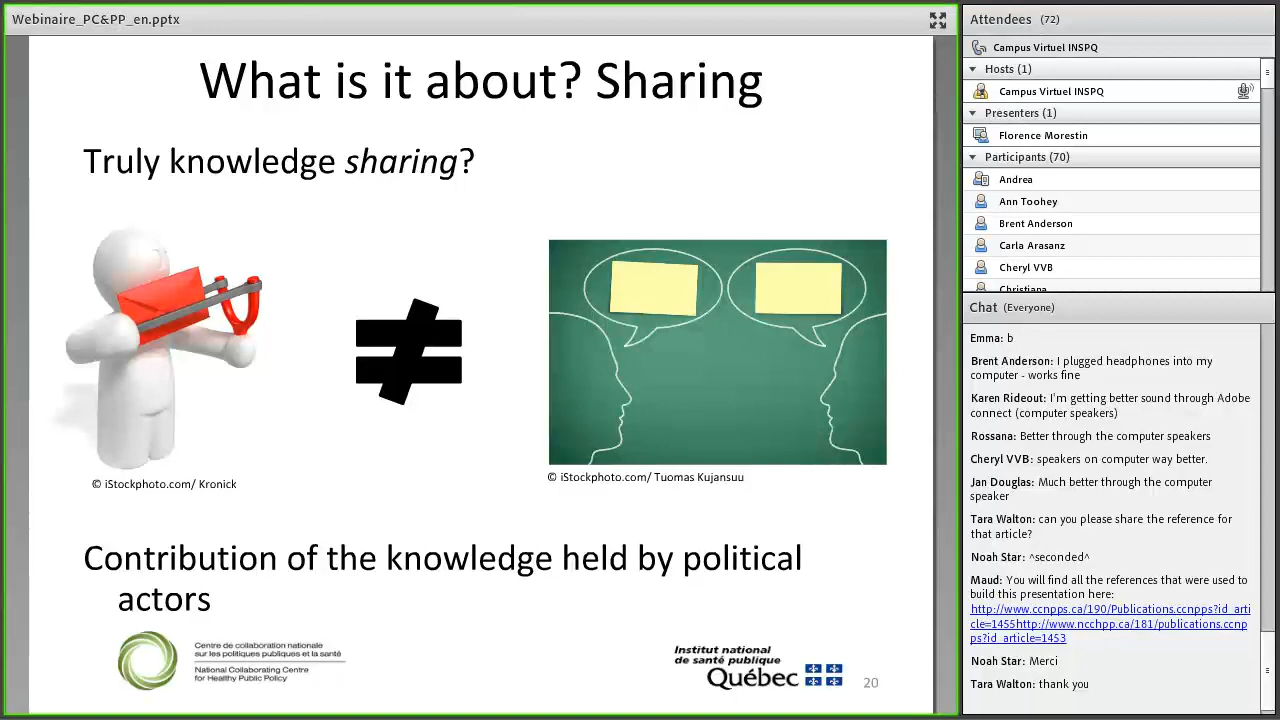 Webinaire_PC&PP_en.pptx
What is it about? Sharing
Truly knowledge sharing?
© iStockphoto.com/ Kronick
© iStockphoto.com/ Tuomas Kujansuu
Contribution of the knowledge held by political
actors
Centre de collaboration nationale
sur les politiques publiques et la santé
National Collaborating Centre
for Healthy Public Policy
Institut national
de santé publique
Québec
20
Attendees (72)
Campus Virtuel INSPQ
Hosts (1)
Campus Virtuel INSPQ
Presenters (1)
Florence Morestin
Participants (70)
Andrea
Ann Toohey
Brent Anderson
Carla Arasanz
Cheryl VVB
Christiana
Chat (Everyone)
Emma: b
Brent Anderson: I plugged headphones into my
computer - works fine
Karen Rideout: I'm getting better sound through Adobe
connect (computer speakers)
Rossana: Better through the computer speakers
Cheryl VVB: speakers on computer way better.
Jan Douglas: Much better through the computer
speaker
Tara Walton: can you please share the reference for
that article?
Noah Star: ^seconded^
Maud: You will find all the references that were used to
build this presentation here:
http://www.ccnpps.ca/190/Publications.ccnpps?id_arti
cle=1455http://www.ncchpp.ca/181/publications.ccnp
ps?id_article=1453
Noah Star: Merci
Tara Walton: thank you